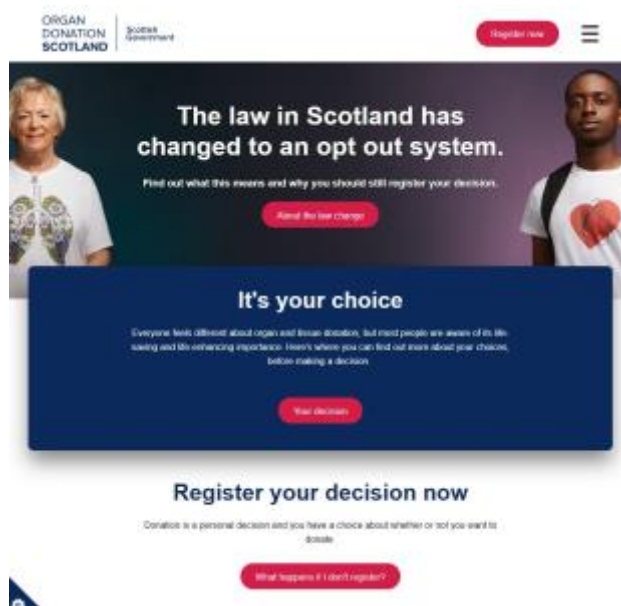 ORGAN
DONATION
SCOTLAND
Scottish
Government
Register now
The law in Scotland has
changed to an opt out system.
Find out what this means and why you should still register your decision.
About the law change
It's your choice
Everyone feels different about organ and tissue donation, but most people are aware of its life-
saving and life enhancing importance. Here's where you can find out more about your choices,
before making a decision.
Your decision
Register your decision now
Donation is a personal decision and you have a choice about whether or not you want to
donate
What happens if I don't register?